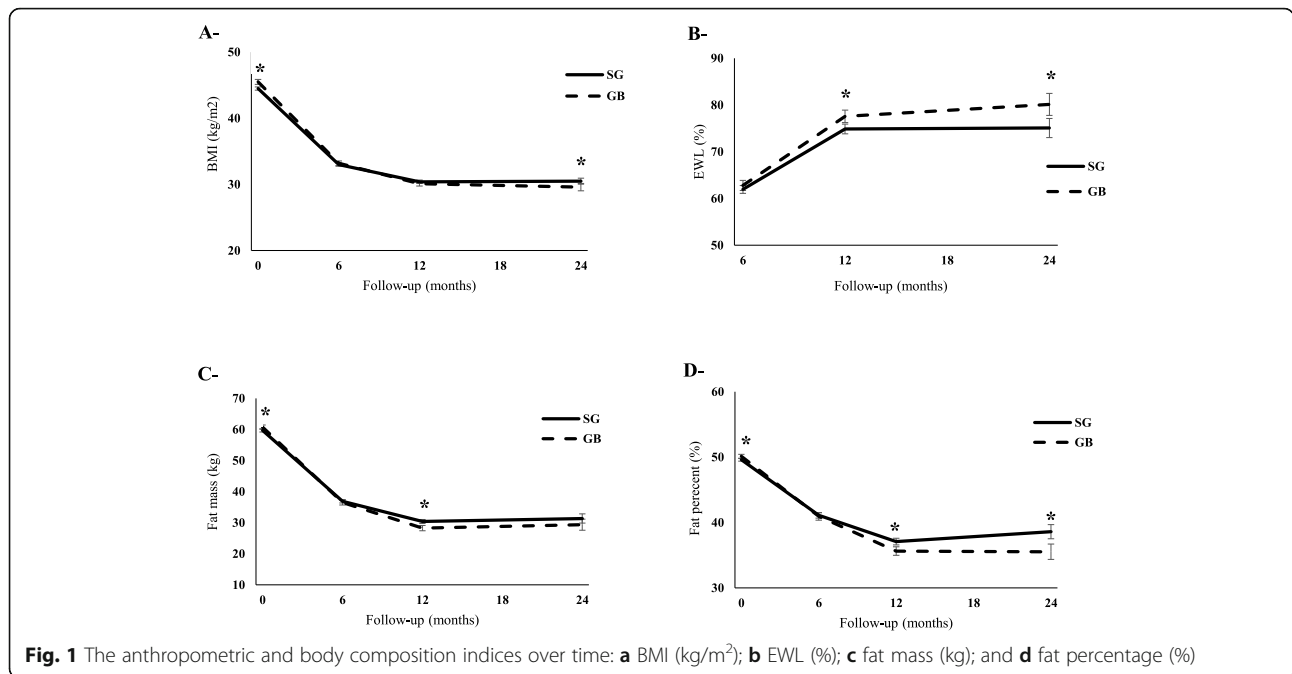 A-
50
*
SG
GB
40
BMI (kg/m2)
*
30
20
0 6 12 18 24
Follow-up (months)
B-
90
*
*
SG
GB
80
EWL (%)
70
SG
GB
60
50
6 12 18 24
Follow-up (months)
C-
70
*
SG
GB
60
50
Fat mass (kg)
40
*
30
20
10
0 6 12 18 24
Follow-up (months)
D-
60
SG
GB
*
50
Fat perecent (%)
*
*
40
30
0 6 12 18 24
Follow-up (months)
Fig. 1 The anthropometric and body composition indices over time: a BMI (kg/m2); b EWL (%); c fat mass (kg); and d fat percentage (%)